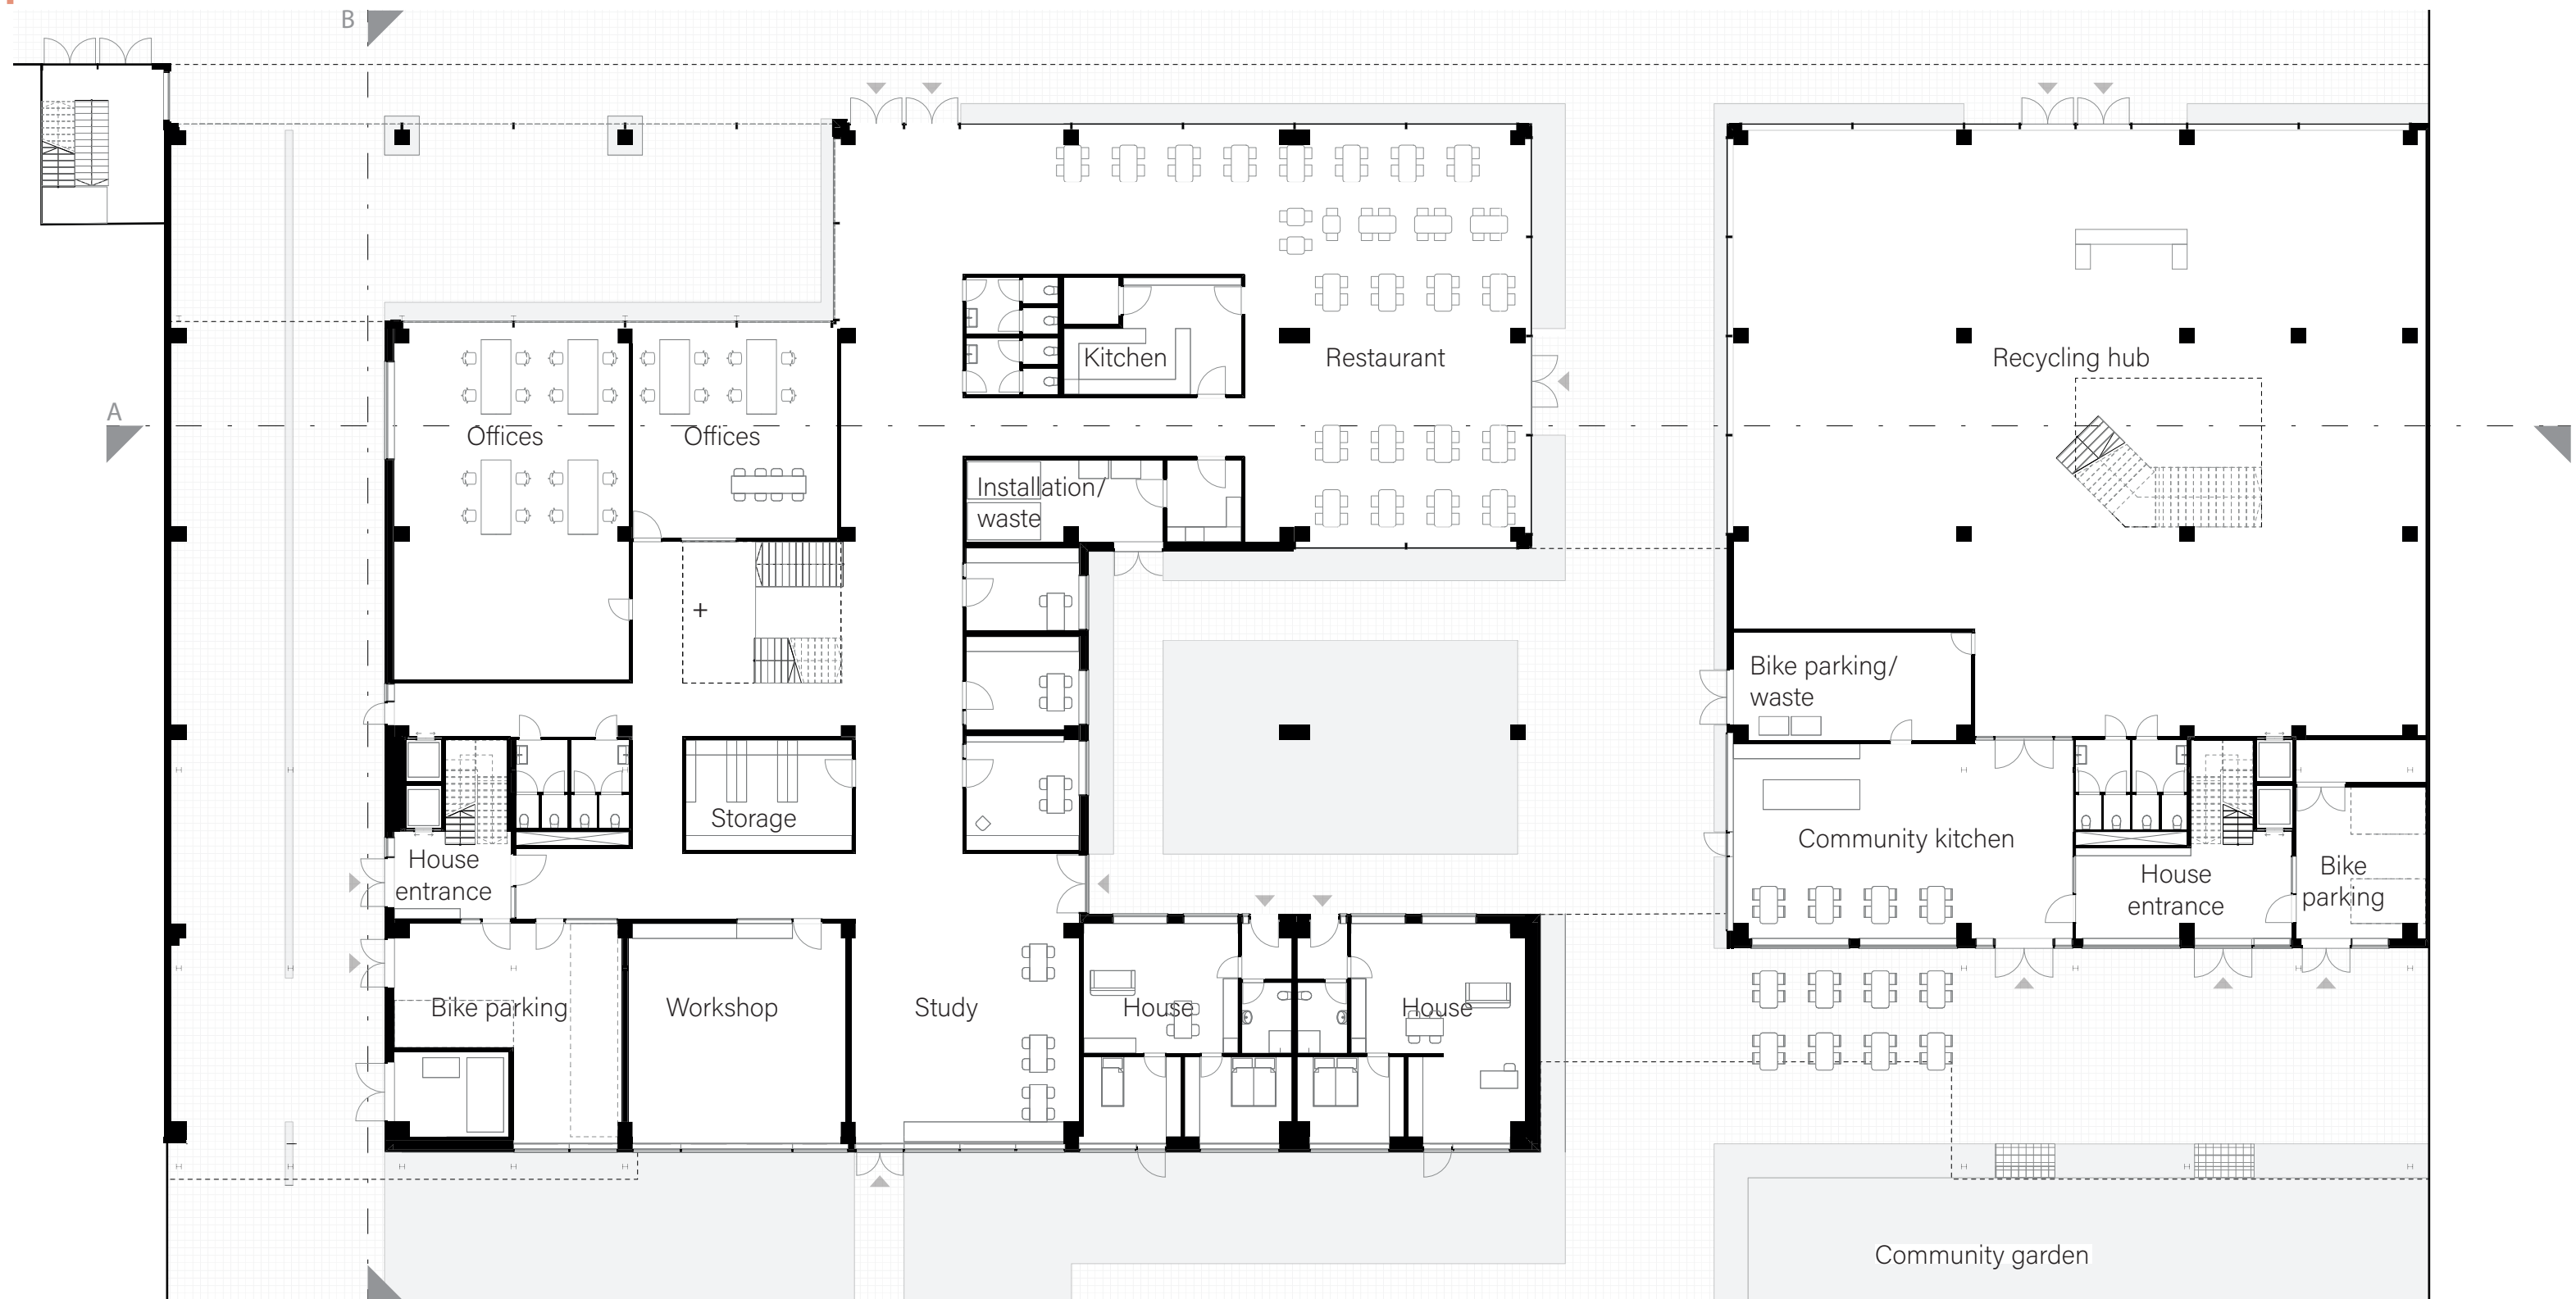 B
A
Offices
Offices
Kitchen
Restaurant
Installation/
waste
Storage
House
entrance
Bike parking
Workshop
Study
House
House
Recycling hub
Bike parking/
waste
Community kitchen
House
entrance
Bike
parking
Community garden